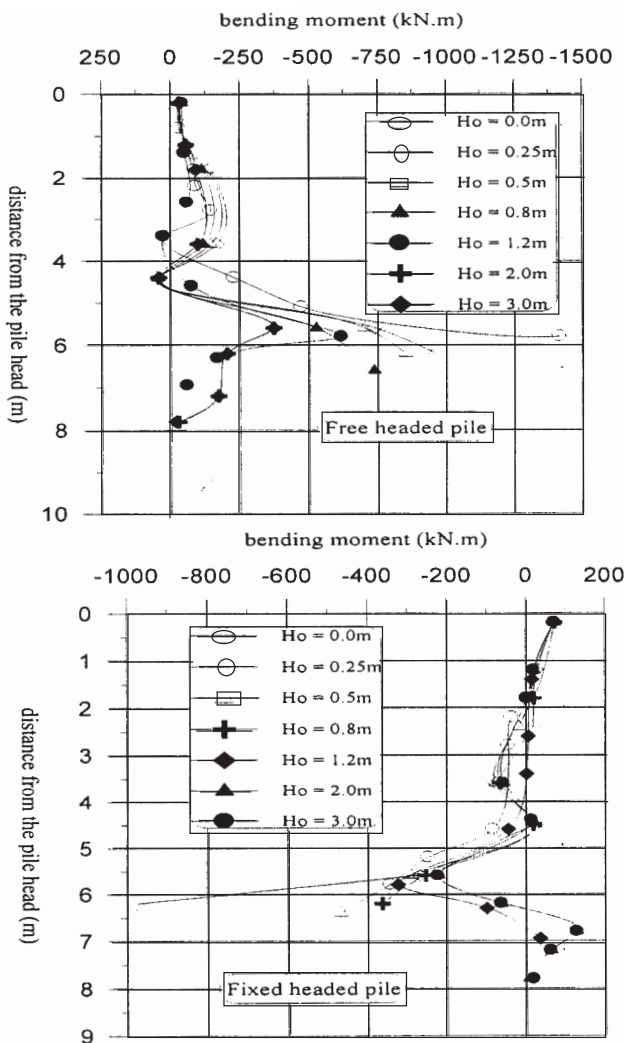 bending moment (kN.m)
250 0 -250 -500 -750 -1000 -1250 -1500
0
2
4
6
8
10
distance from the pile head (m)
Ho = 0.0m
Ho = 0.25m
Ho = 0.5m
Ho = 0.8m
Ho = 1.2m
Ho = 2.0m
Ho = 3.0m
Free headed pile
bending moment (kN.m)
-1000 -800 -600 -400 -200 0 200
0
1
2
3
4
5
6
7
8
9
distance from the pile head (m)
Ho = 0.0m
Ho = 0.25m
Ho = 0.5m
Ho = 0.8m
Ho = 1.2m
Ho = 2.0m
Ho = 3.0m
Fixed headed pile